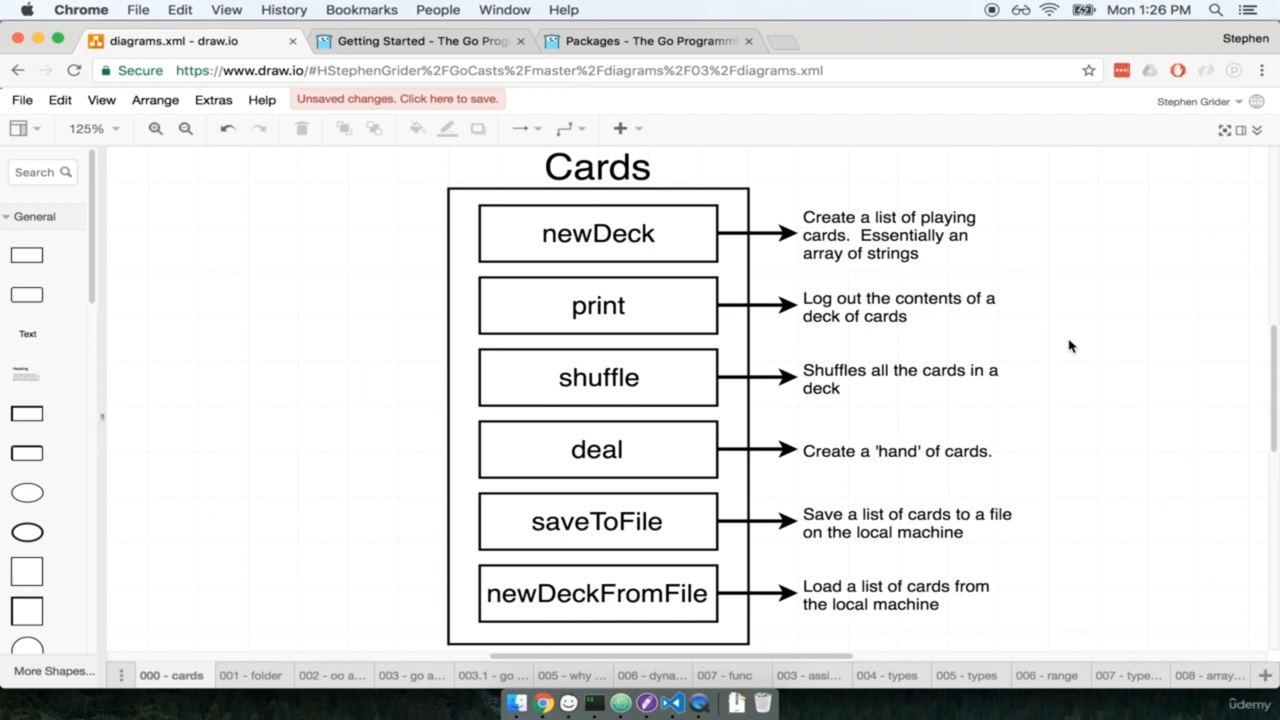 Chrome File Edit View History Bookmarks People Window Help Mon 1:26 PM
diagrams.xml - draw.io Getting Started - The Go Prog Packages - The Go Programmi Stephen
Secure https://www.draw.io/#HStephenGrider%2FGoCasts%2Fmaster%2Fdiagrams%2F03%2Fdiagrams.xml
File Edit View Arrange Extras Help Unsaved changes. Click here to save. Stephen Grider
125%
Search
General
Text
Heading
Cards
newDeck
Create a list of playing
cards. Essentially an
array of strings
print
Log out the contents of a
deck of cards
shuffle
Shuffles all the cards in a
deck
deal
Create a 'hand' of cards.
saveToFile
Save a list of cards to a file
on the local machine
newDeckFromFile
Load a list of cards from
the local machine
More Shapes... 000 - cards 001 - folder 002 - oo a... 003 - go a... 003.1 - go ... 005 - why ... 006 - dyna... 007 - func 003 - assi... 004 - types 005 - types 006 - range 007 - type... 008 - array...
ûdemy